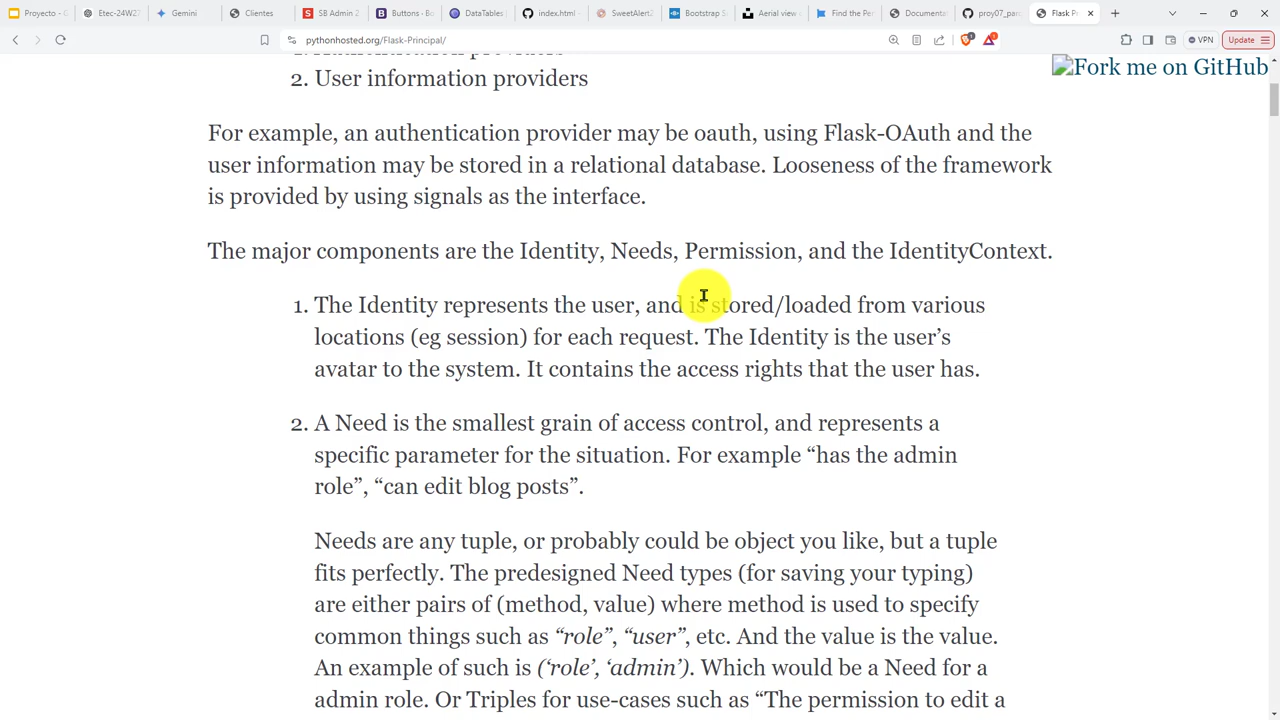 Proyecto - G
Etec-24W27
Gemini
Clientes
SB Admin 2
Buttons - Bo
DataTables
index.html -
SweetAlert2
Bootstrap S
Aerial view o
Find the Per
Documenta
proy07_par
Flask P
pythonhosted.org/Flask-Principal/
1
VPN
Update
2. User information providers
Fork me on GitHub
For example, an authentication provider may be oauth, using Flask-OAuth and the
user information may be stored in a relational database. Looseness of the framework
is provided by using signals as the interface.
The major components are the Identity, Needs, Permission, and the IdentityContext.
1. The Identity represents the user, and is stored/loaded from various
locations (eg session) for each request. The Identity is the user’s
avatar to the system. It contains the access rights that the user has.
2. A Need is the smallest grain of access control, and represents a
specific parameter for the situation. For example “has the admin
role”, “can edit blog posts”.
Needs are any tuple, or probably could be object you like, but a tuple
fits perfectly. The predesigned Need types (for saving your typing)
are either pairs of (method, value) where method is used to specify
common things such as “role”, “user”, etc. And the value is the value.
An example of such is (‘role’, ‘admin’). Which would be a Need for a
admin role. Or Triples for use-cases such as “The permission to edit a